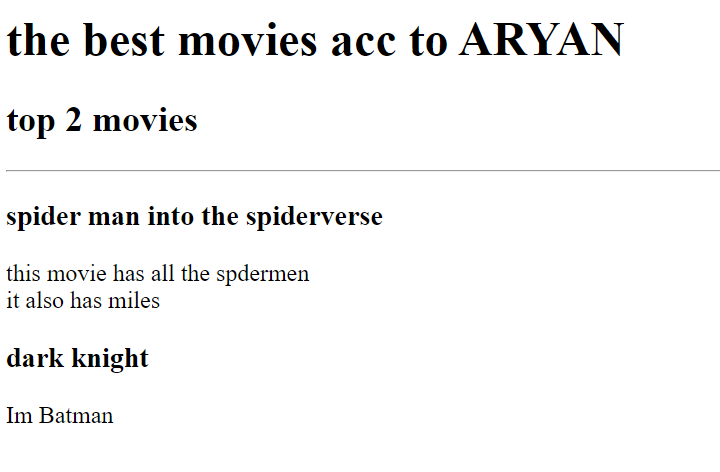 the best movies acc to ARYAN
top 2 movies
spider man into the spiderverse
this movie has all the spdermen
it also has miles
dark knight
Im Batman